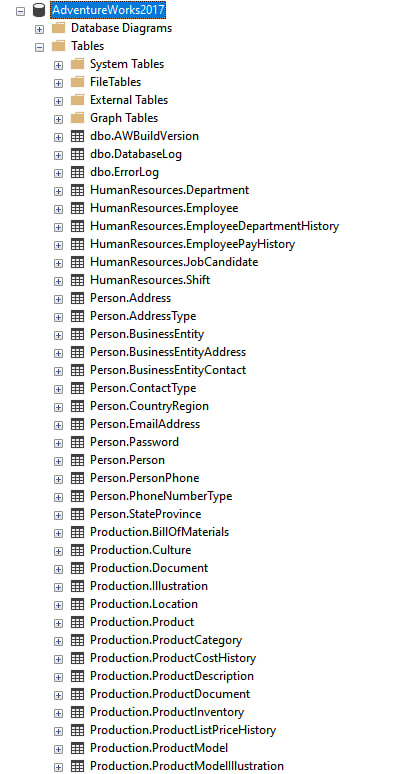 AdventureWorks2017
Database Diagrams
Tables
System Tables
FileTables
External Tables
Graph Tables
dbo.AWBuildVersion
dbo.DatabaseLog
dbo.ErrorLog
HumanResources.Department
HumanResources.Employee
HumanResources.EmployeeDepartmentHistory
HumanResources.EmployeePayHistory
HumanResources.JobCandidate
HumanResources.Shift
Person.Address
Person.AddressType
Person.BusinessEntity
Person.BusinessEntityAddress
Person.BusinessEntityContact
Person.ContactType
Person.CountryRegion
Person.EmailAddress
Person.Password
Person.Person
Person.PersonPhone
Person.PhoneNumberType
Person.StateProvince
Production.BillOfMaterials
Production.Culture
Production.Document
Production.Illustration
Production.Location
Production.Product
Production.ProductCategory
Production.ProductCostHistory
Production.ProductDescription
Production.ProductDocument
Production.ProductInventory
Production.ProductListPriceHistory
Production.ProductModel
Production.ProductModelIllustration